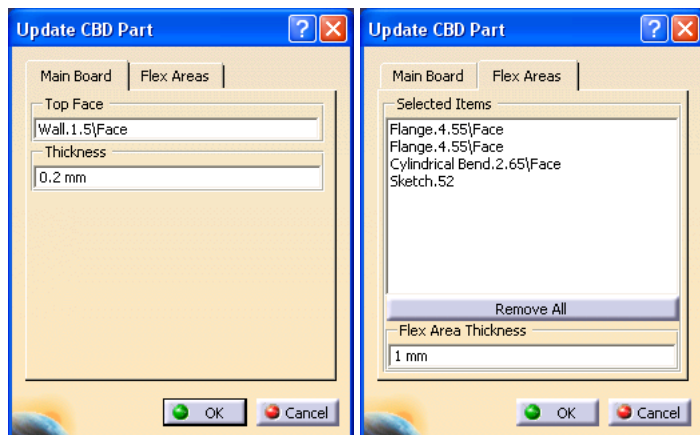 Update CBD Part
Main Board
Flex Areas
Top Face
Wall.1.5\Face
Thickness
0.2 mm
OK
Cancel
Update CBD Part
Main Board
Flex Areas
Selected Items
Flange.4.55\Face
Flange.4.55\Face
Cylindrical Bend.2.65\Face
Sketch.52
Remove All
Flex Area Thickness
1 mm
OK
Cancel